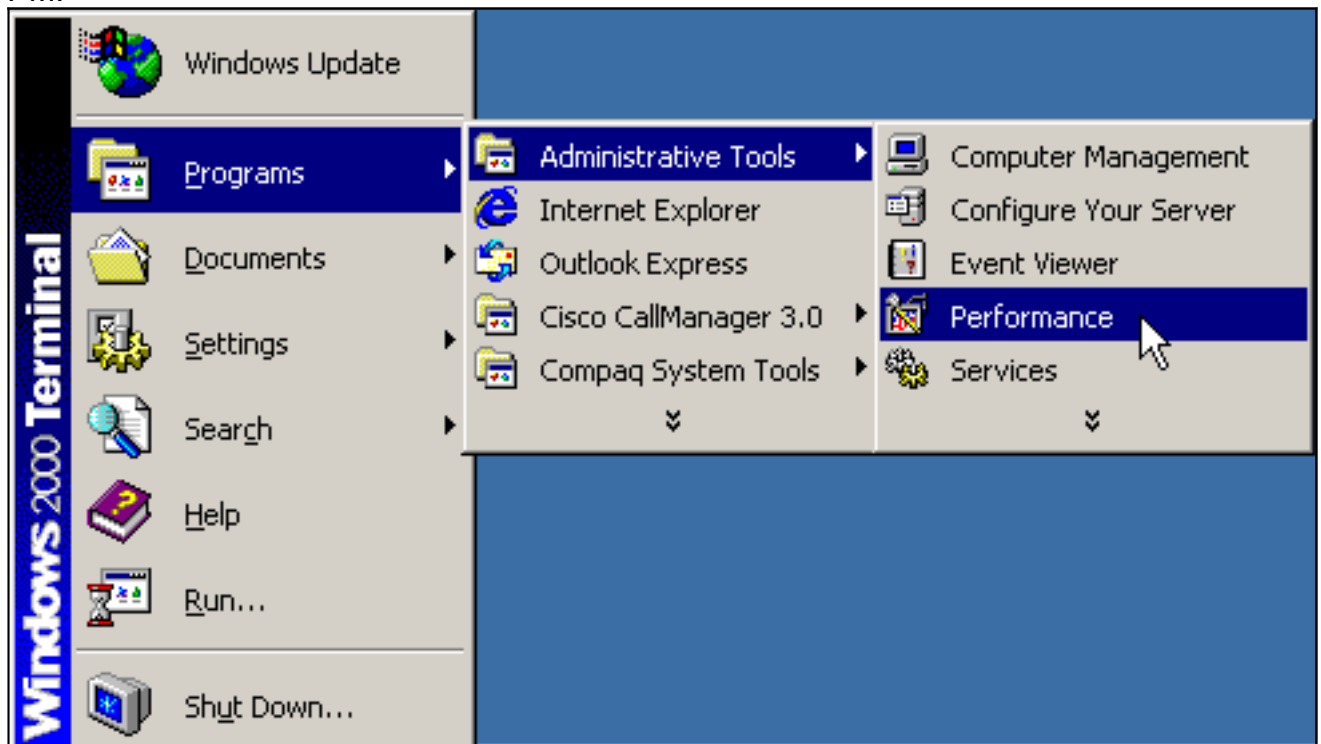 Windows Update
Programs
Documents
Settings
Search
Help
Run...
Shut Down...
Windows 2000 Terminal
Administrative Tools
Internet Explorer
Outlook Express
Cisco CallManager 3.0
Compaq System Tools
Computer Management
Configure Your Server
Event Viewer
Performance
Services